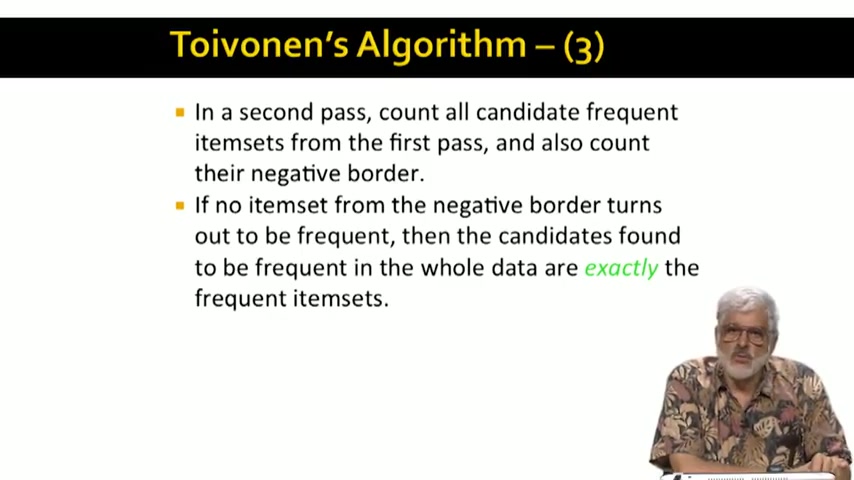 Toivonen's Algorithm – (3)
In a second pass, count all candidate frequent
itemsets from the first pass, and also count
their negative border.
If no itemset from the negative border turns
out to be frequent, then the candidates found
to be frequent in the whole data are exactly the
frequent itemsets.